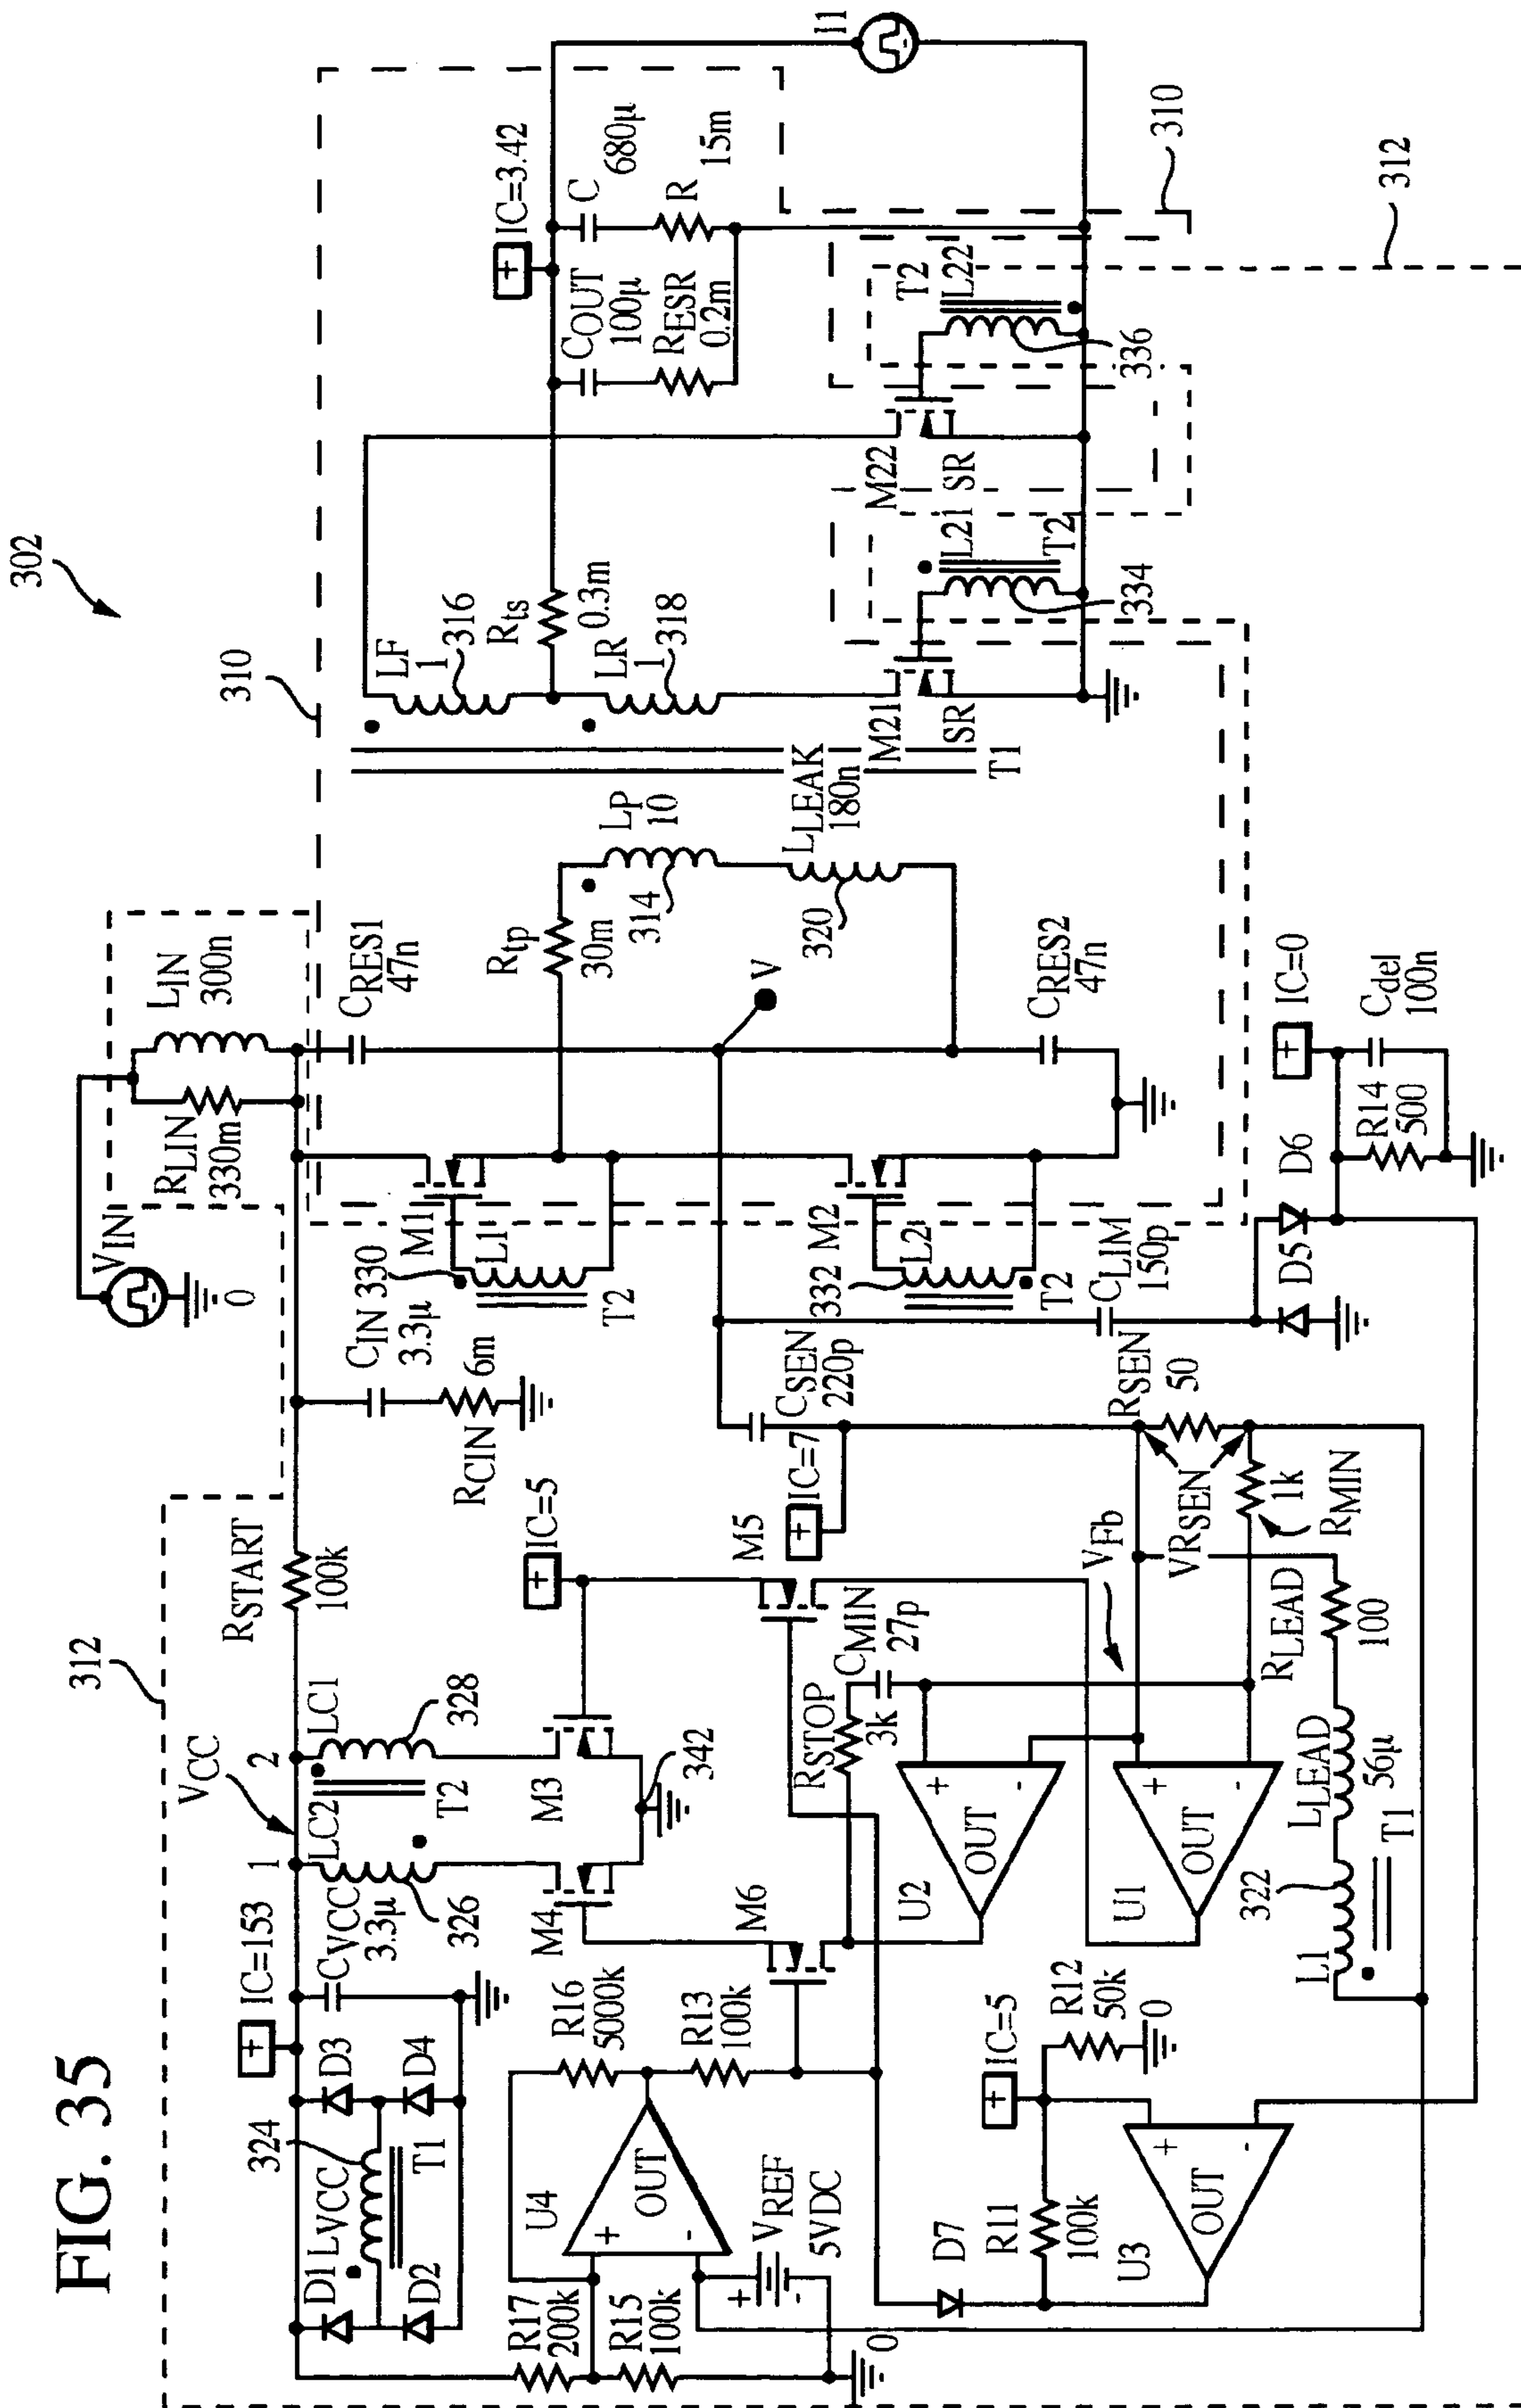 FIG. 35
302
310
312
VIN
0
RLIN
330m
LIN
300n
CRES1
47n
VCC
RSTART
100k
CIN
3.3μ
RCIN
6m
IC=153
CVCC
3.3μ
1
2
LC2
LC1
T2
326
328
324
D1
LVCC
D3
D2
T1
D4
M1
330
L1
T2
Rtp
30m
LP
10
314
LLEAK
180n
320
V
CRES2
47n
LF
1
316
Rts
0.3m
LR
1
318
T1
M21
SR
IC=3.42
COUT
100μ
RESR
0.2m
C
680μ
R
15m
I1
M22
SR
L21
T2
334
T2
L22
336
310
312
M2
332
L2
T2
CLIM
150p
D5
D6
IC=0
R14
500
Cdel
100n
CSEN
220p
IC=7
RSEN
50
VRSEN
1k
RMIN
VFb
IC=5
M5
M3
M4
342
M6
RSTOP
3k
CMIN
27p
U2
+
-
OUT
U1
+
-
OUT
RLEAD
100
LLEAD
56μ
322
L1
T1
R16
5000k
R13
100k
U4
+
-
OUT
R17
200k
R15
100k
VREF
5VDC
+
-
0
D7
R11
100k
IC=5
R12
50k
0
U3
+
-
OUT